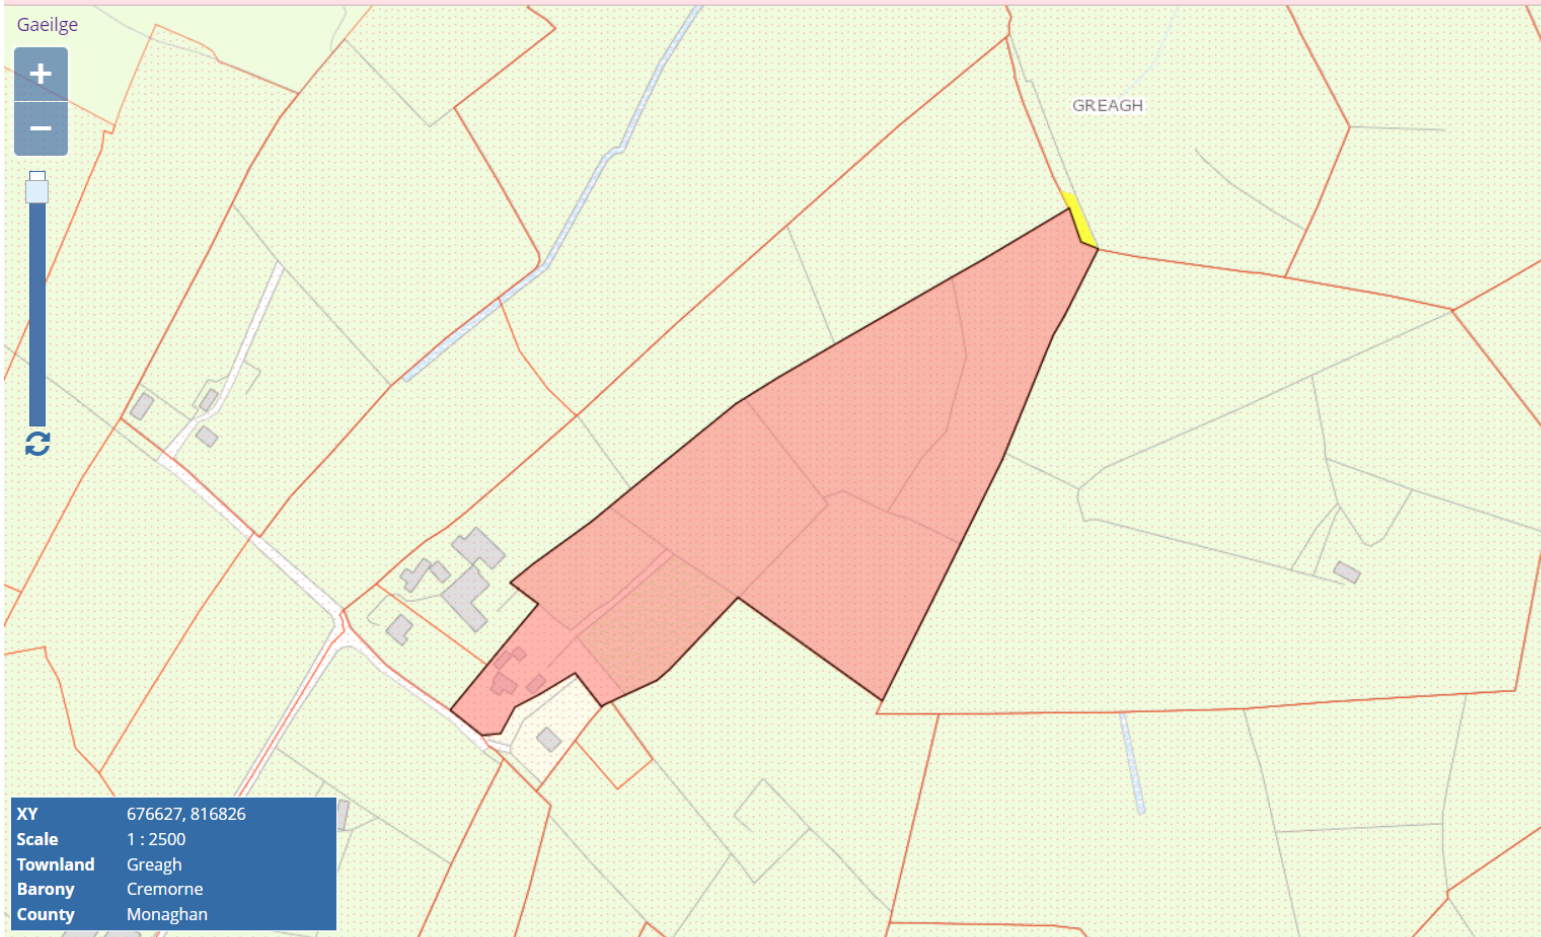 Gaeilge
+
−
GREAGH
XY 676627, 816826
Scale 1 : 2500
Townland Greagh
Barony Cremorne
County Monaghan